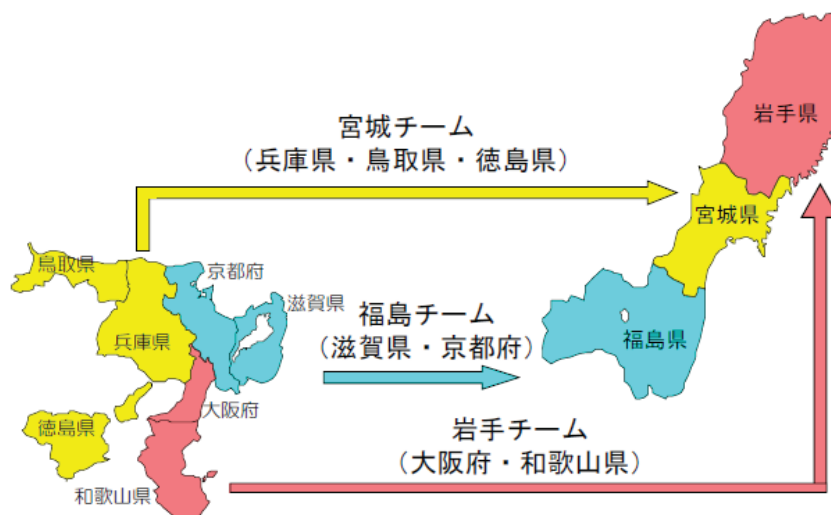 岩手県
宮城チーム
（兵庫県・鳥取県・徳島県）
宮城県
鳥取県
京都府
滋賀県
兵庫県
福島チーム
（滋賀県・京都府）
福島県
大阪府
徳島県
岩手チーム
（大阪府・和歌山県）
和歌山県